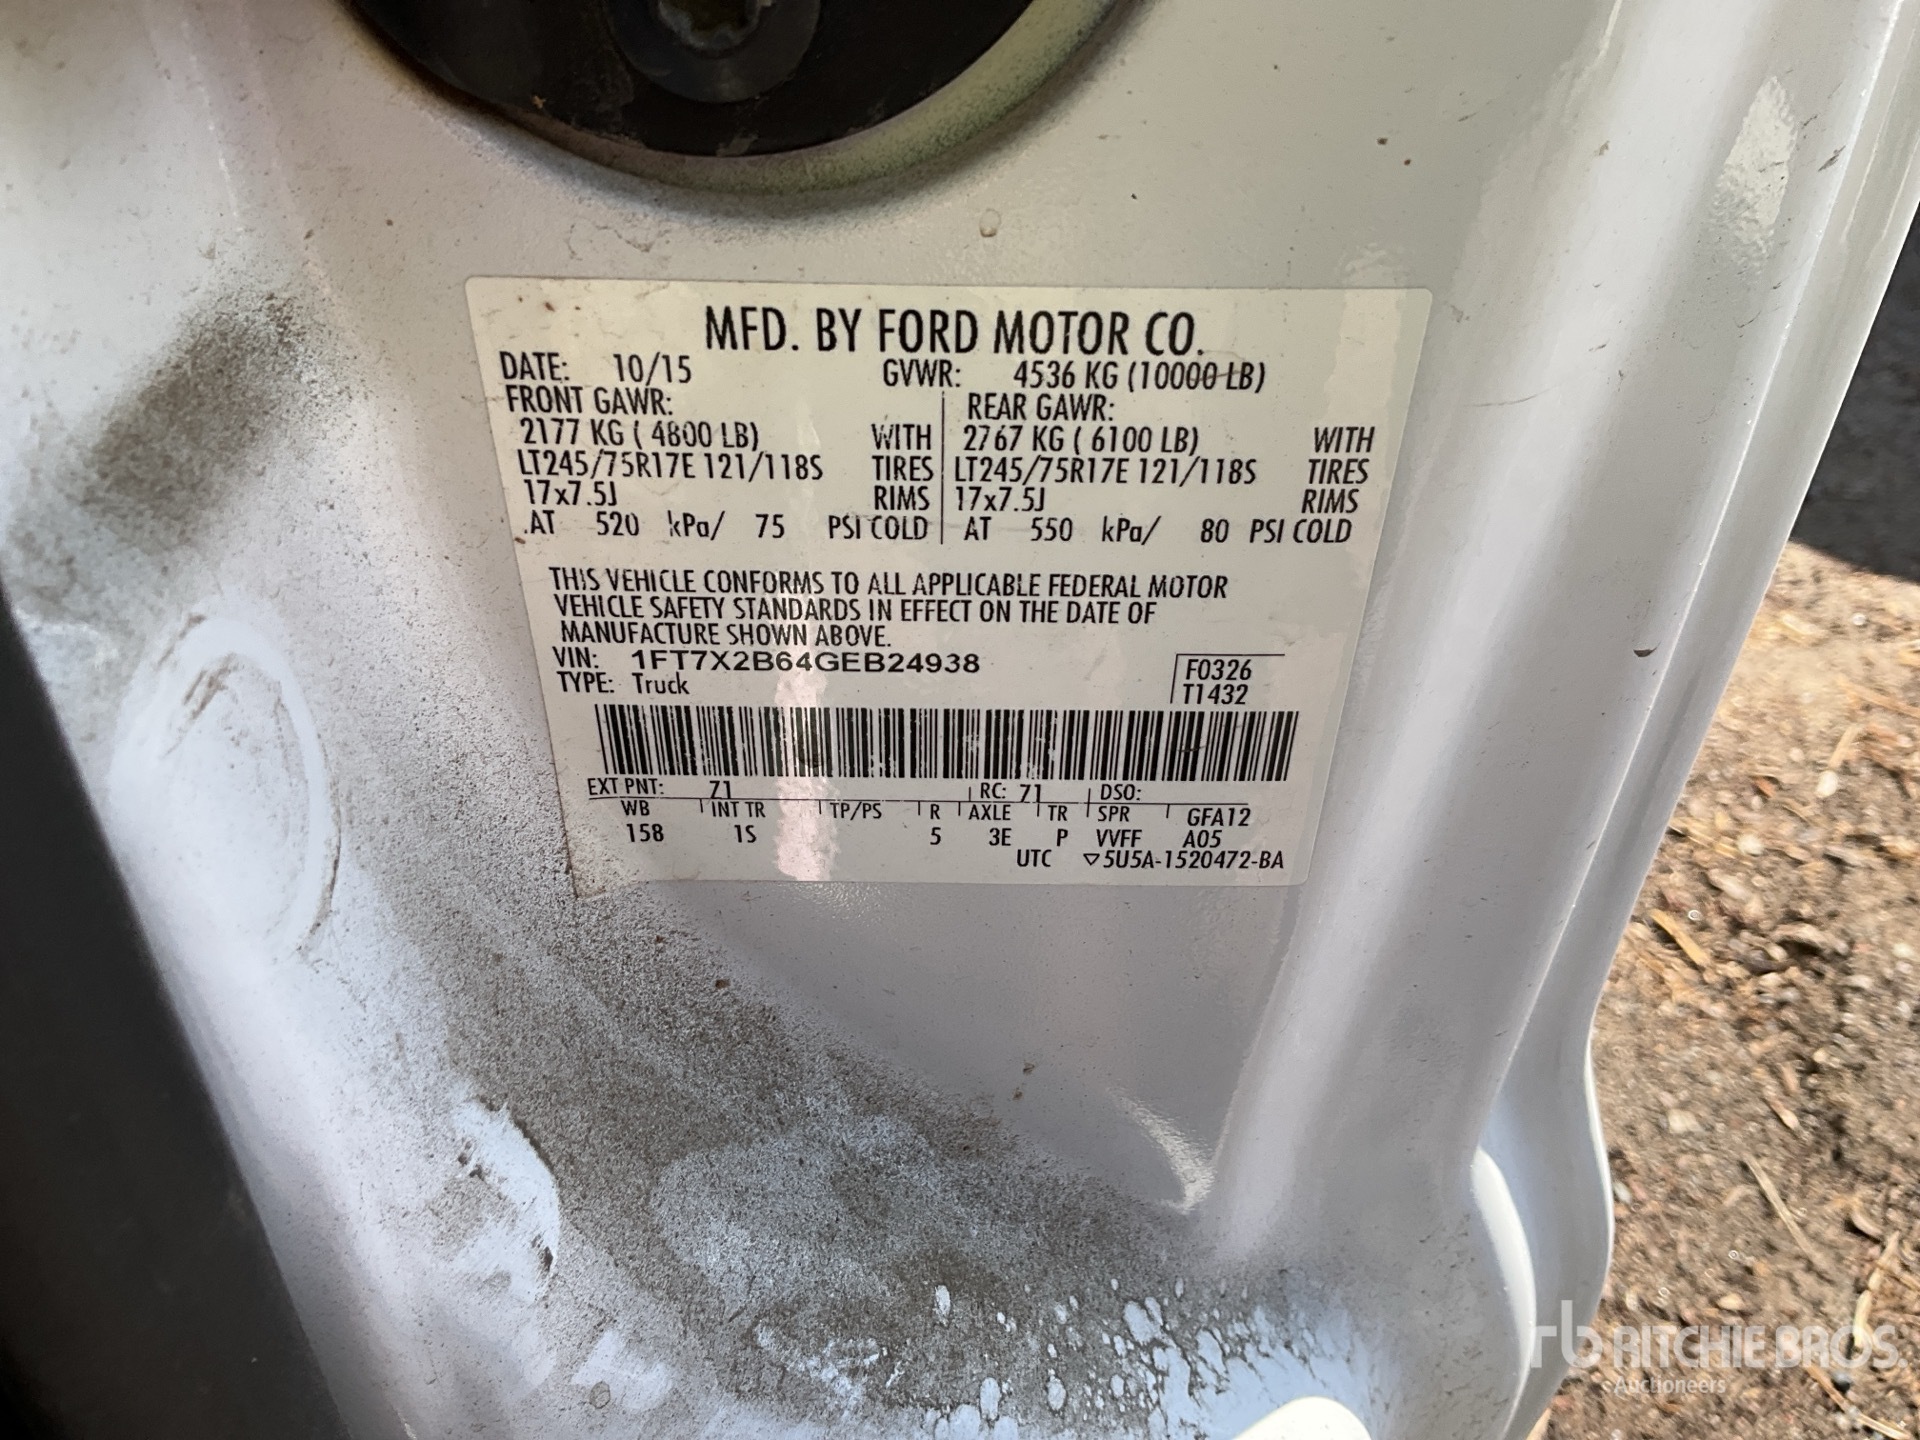 MFD. BY FORD MOTOR CO.
DATE: 10/15 GVWR: 4536 KG (10000 LB)
FRONT GAWR: REAR GAWR:
2177 KG ( 4800 LB) WITH 2767 KG ( 6100 LB) WITH
LT245/75R17E 121/118S TIRES LT245/75R17E 121/118S TIRES
17x7.5J RIMS 17x7.5J RIMS
AT 520 kPa/ 75 PSI COLD AT 550 kPa/ 80 PSI COLD
THIS VEHICLE CONFORMS TO ALL APPLICABLE FEDERAL MOTOR
VEHICLE SAFETY STANDARDS IN EFFECT ON THE DATE OF
MANUFACTURE SHOWN ABOVE.
VIN: 1FT7X2B64GEB24938 F0326
TYPE: Truck T1432
EXT PNT: Z1 RC: 71 DSO:
WB INT TR TP/PS R AXLE TR SPR GFA12
158 1S 5 3E P VVFF A05
UTC ▽5U5A-1520472-BA
rb RITCHIE BROS.
Auctioneers